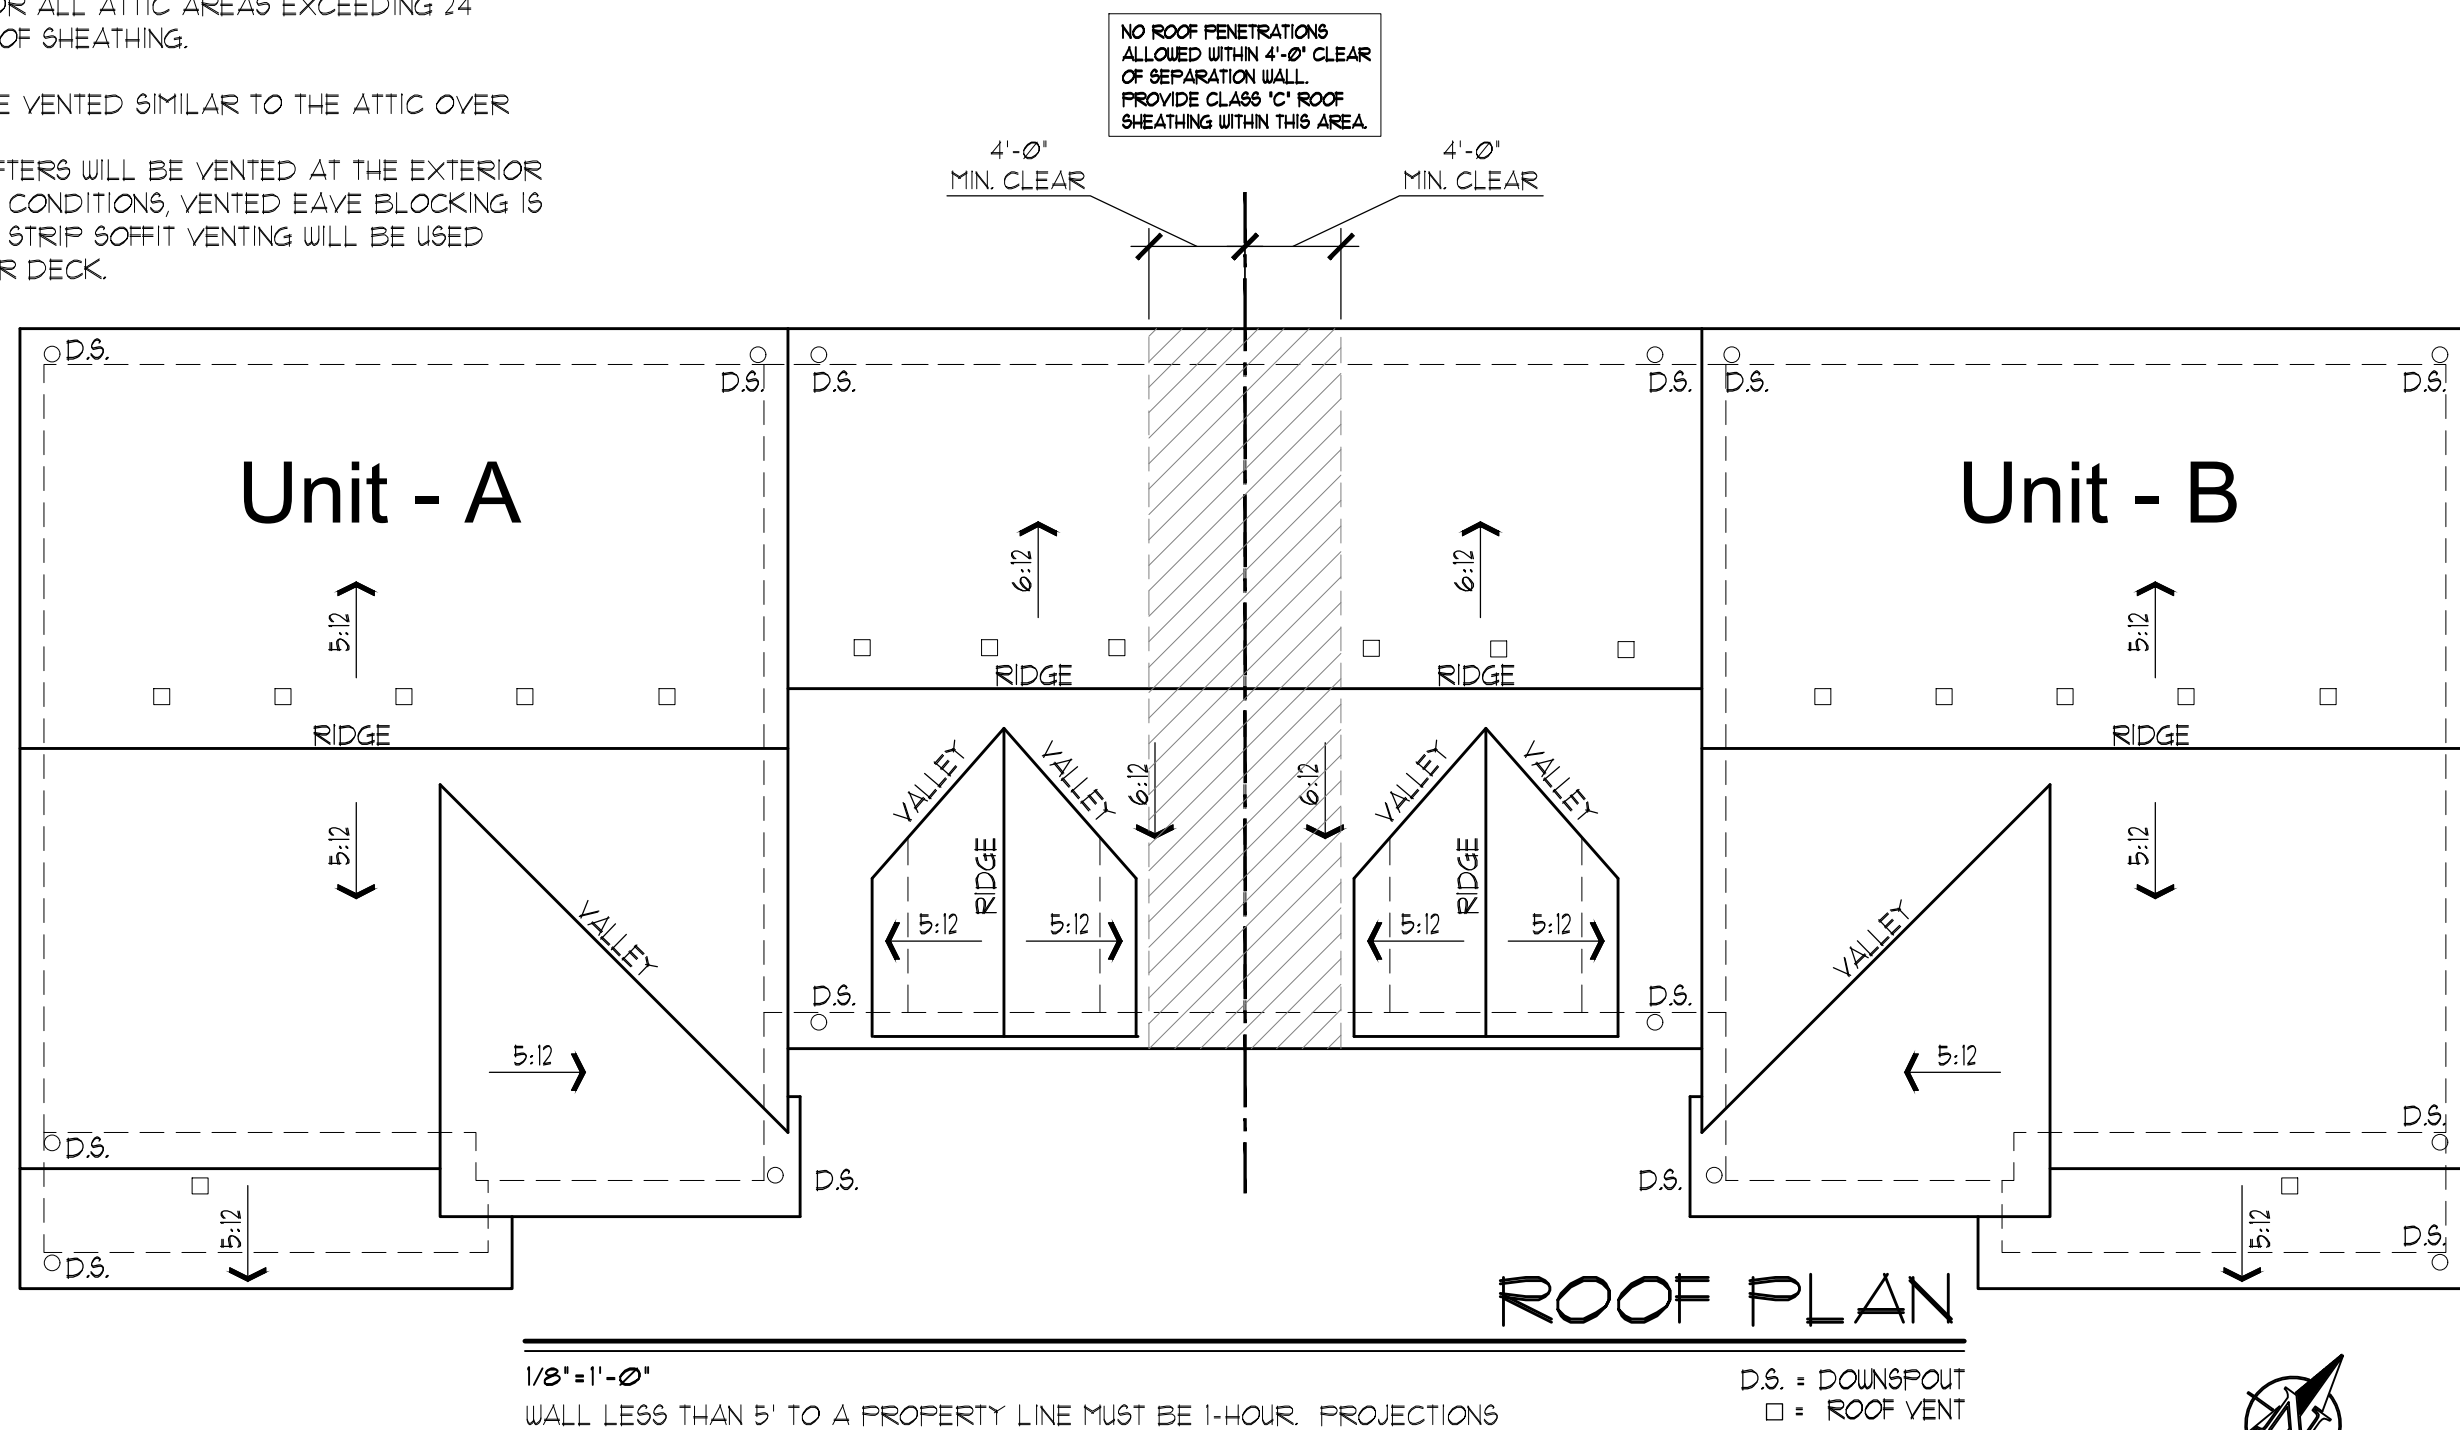 OR ALL ATTIC AREAS EXCEEDING 24
OF SHEATHING.
E VENTED SIMILAR TO THE ATTIC OVER
FTERS WILL BE VENTED AT THE EXTERIOR
CONDITIONS, VENTED EAVE BLOCKING IS
STRIP SOFFIT VENTING WILL BE USED
R DECK.
NO ROOF PENETRATIONS
ALLOWED WITHIN 4'-0" CLEAR
OF SEPARATION WALL.
PROVIDE CLASS "C" ROOF
SHEATHING WITHIN THIS AREA.
4'-0"
MIN. CLEAR
4'-0"
MIN. CLEAR
D.S.
D.S.
D.S.
D.S.
D.S.
D.S.
Unit - A
Unit - B
6:12
6:12
5:12
5:12
RIDGE
RIDGE
RIDGE
RIDGE
VALLEY
VALLEY
6:12
6:12
VALLEY
VALLEY
5:12
5:12
RIDGE
RIDGE
VALLEY
VALLEY
5:12
5:12
5:12
5:12
D.S.
D.S.
5:12
5:12
D.S.
D.S.
D.S.
D.S.
5:12
5:12
D.S.
D.S.
ROOF PLAN
1/8"=1'-0"
D.S. = DOWNSPOUT
WALL LESS THAN 5' TO A PROPERTY LINE MUST BE 1-HOUR. PROJECTIONS
= ROOF VENT
N